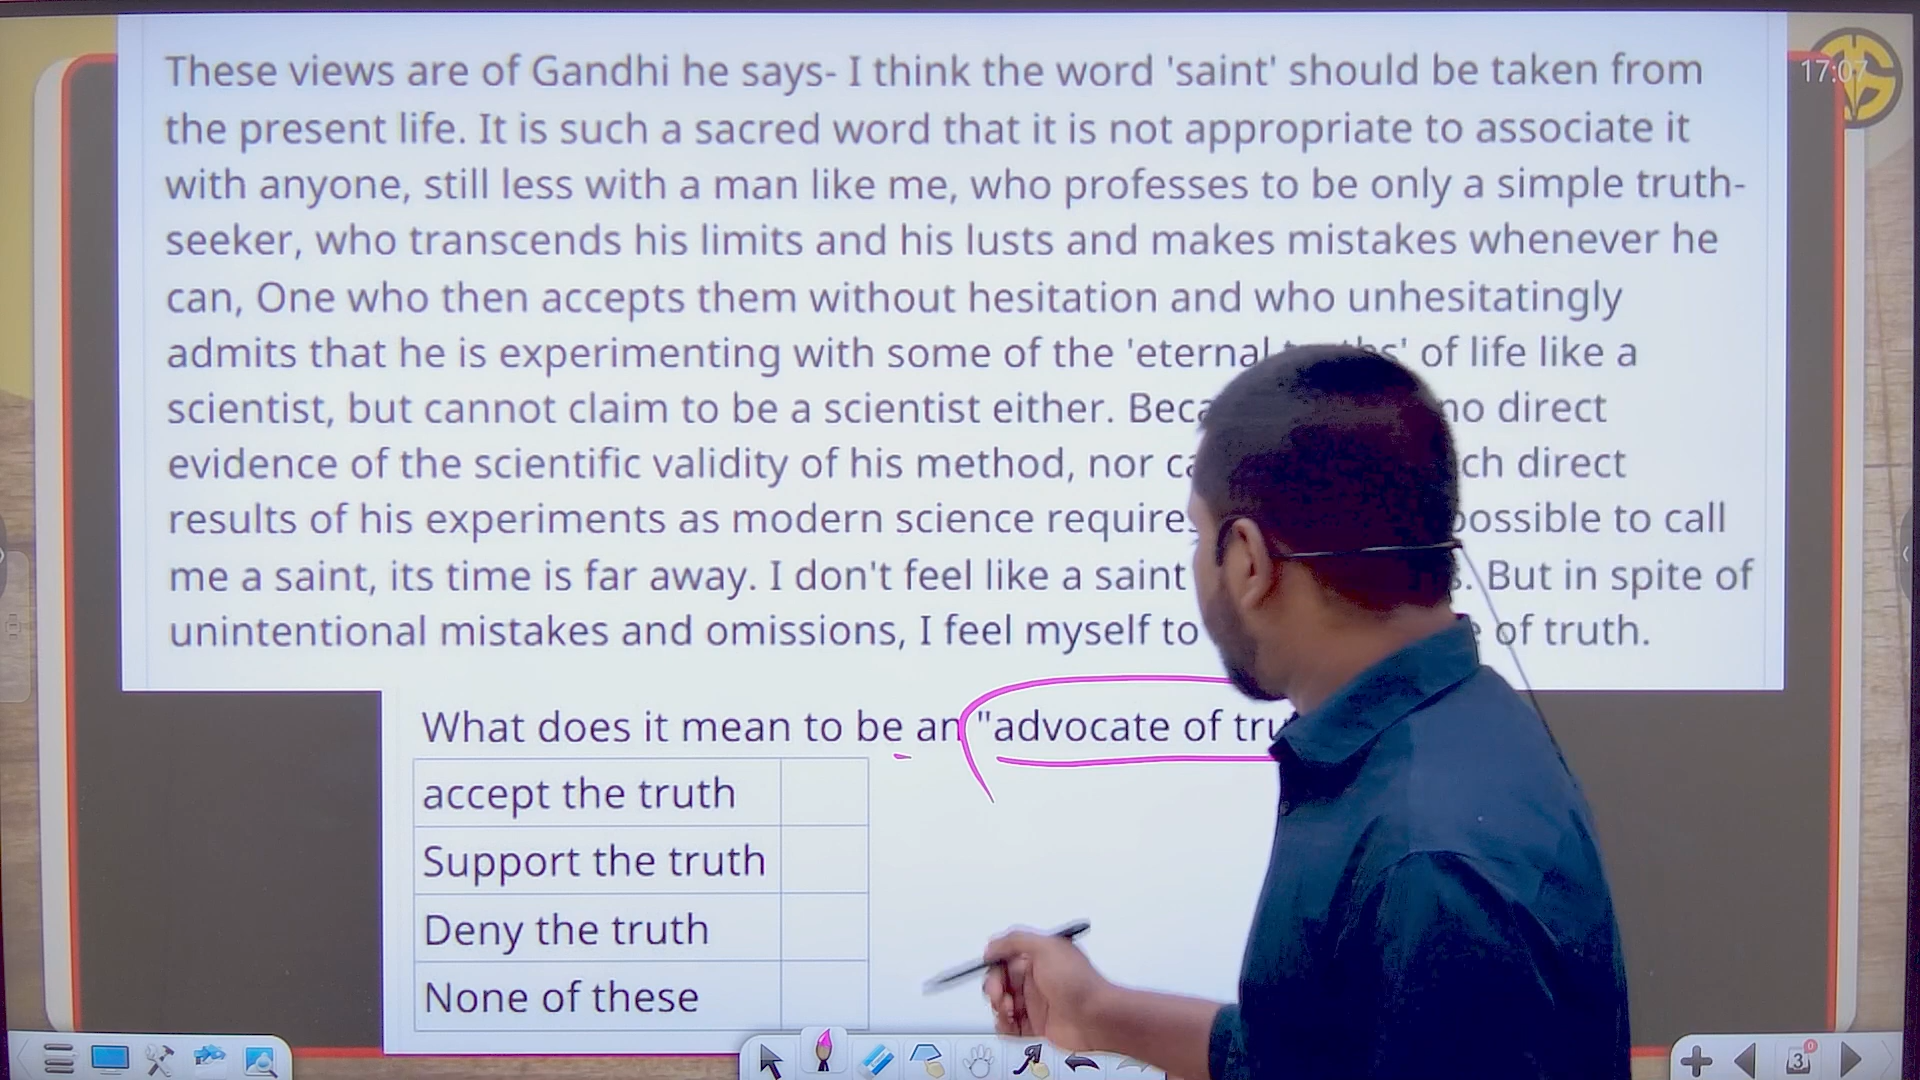 These views are of Gandhi he says- I think the word 'saint' should be taken from
17:07
the present life. It is such a sacred word that it is not appropriate to associate it
with anyone, still less with a man like me, who professes to be only a simple truth-
seeker, who transcends his limits and his lusts and makes mistakes whenever he
can, One who then accepts them without hesitation and who unhesitatingly
admits that he is experimenting with some of the 'eternal of life like a
scientist, but cannot claim to be a scientist either. no direct
evidence of the scientific validity of his method, nor direct
results of his experiments as modern science possible to call
me a saint, its time is far away. I don't feel like a saint But in spite of
unintentional mistakes and omissions, I feel myself to of truth.
What does it mean to be an "advocate of
accept the truth
Support the truth
Deny the truth
None of these
3
0